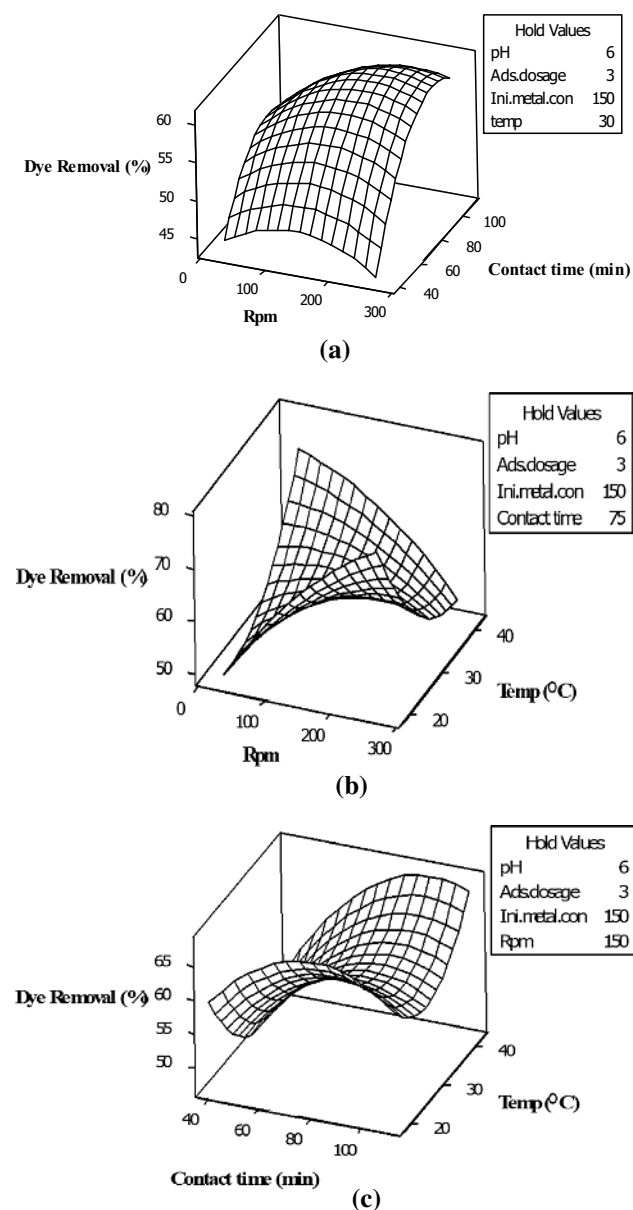 Hold Values
pH 6
Ads.dosage 3
Ini.metal.con 150
temp 30
60
55
Dye Removal (%)
50
45
0
100
200
300
Rpm
40
60
80
100
Contact time (min)
(a)
Hold Values
pH 6
Ads.dosage 3
Ini.metal.con 150
Contact time 75
80
70
Dye Removal (%)
60
50
0
100
200
300
Rpm
20
30
40
Temp (⁰C)
(b)
Hold Values
pH 6
Ads.dosage 3
Ini.metal.con 150
Rpm 150
65
Dye Removal (%) 60
55
50
40
60
80
100
Contact time (min)
20
30
40
Temp (⁰C)
(c)